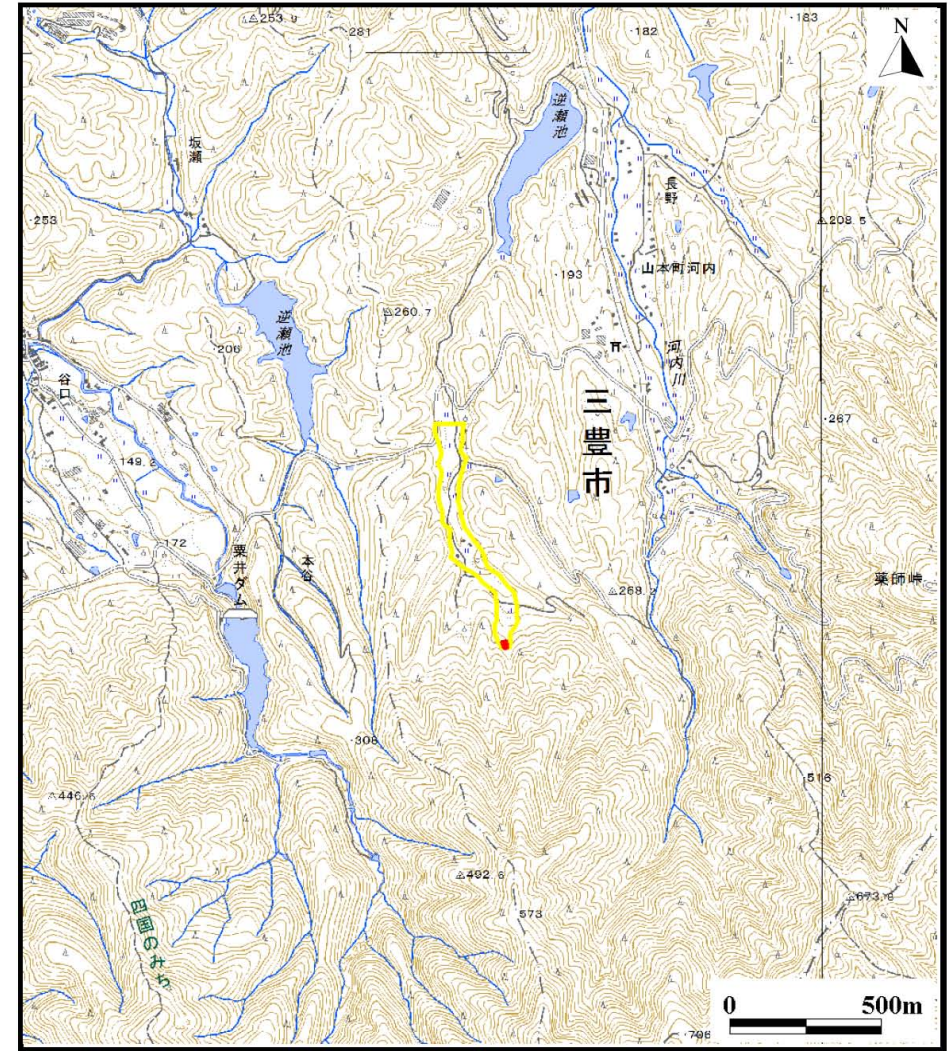 253.9
281
182
183
N
逆瀬池
坂瀬
長野
253
208.5
山本町河内
193
逆瀬池
260.7
206
河内川
谷口
三豊市
267
149.2
172
粟井ダム
本谷
薬師峠
268.2
308
516
446.6
492.6
673.8
573
四国のみち
0 500m
706